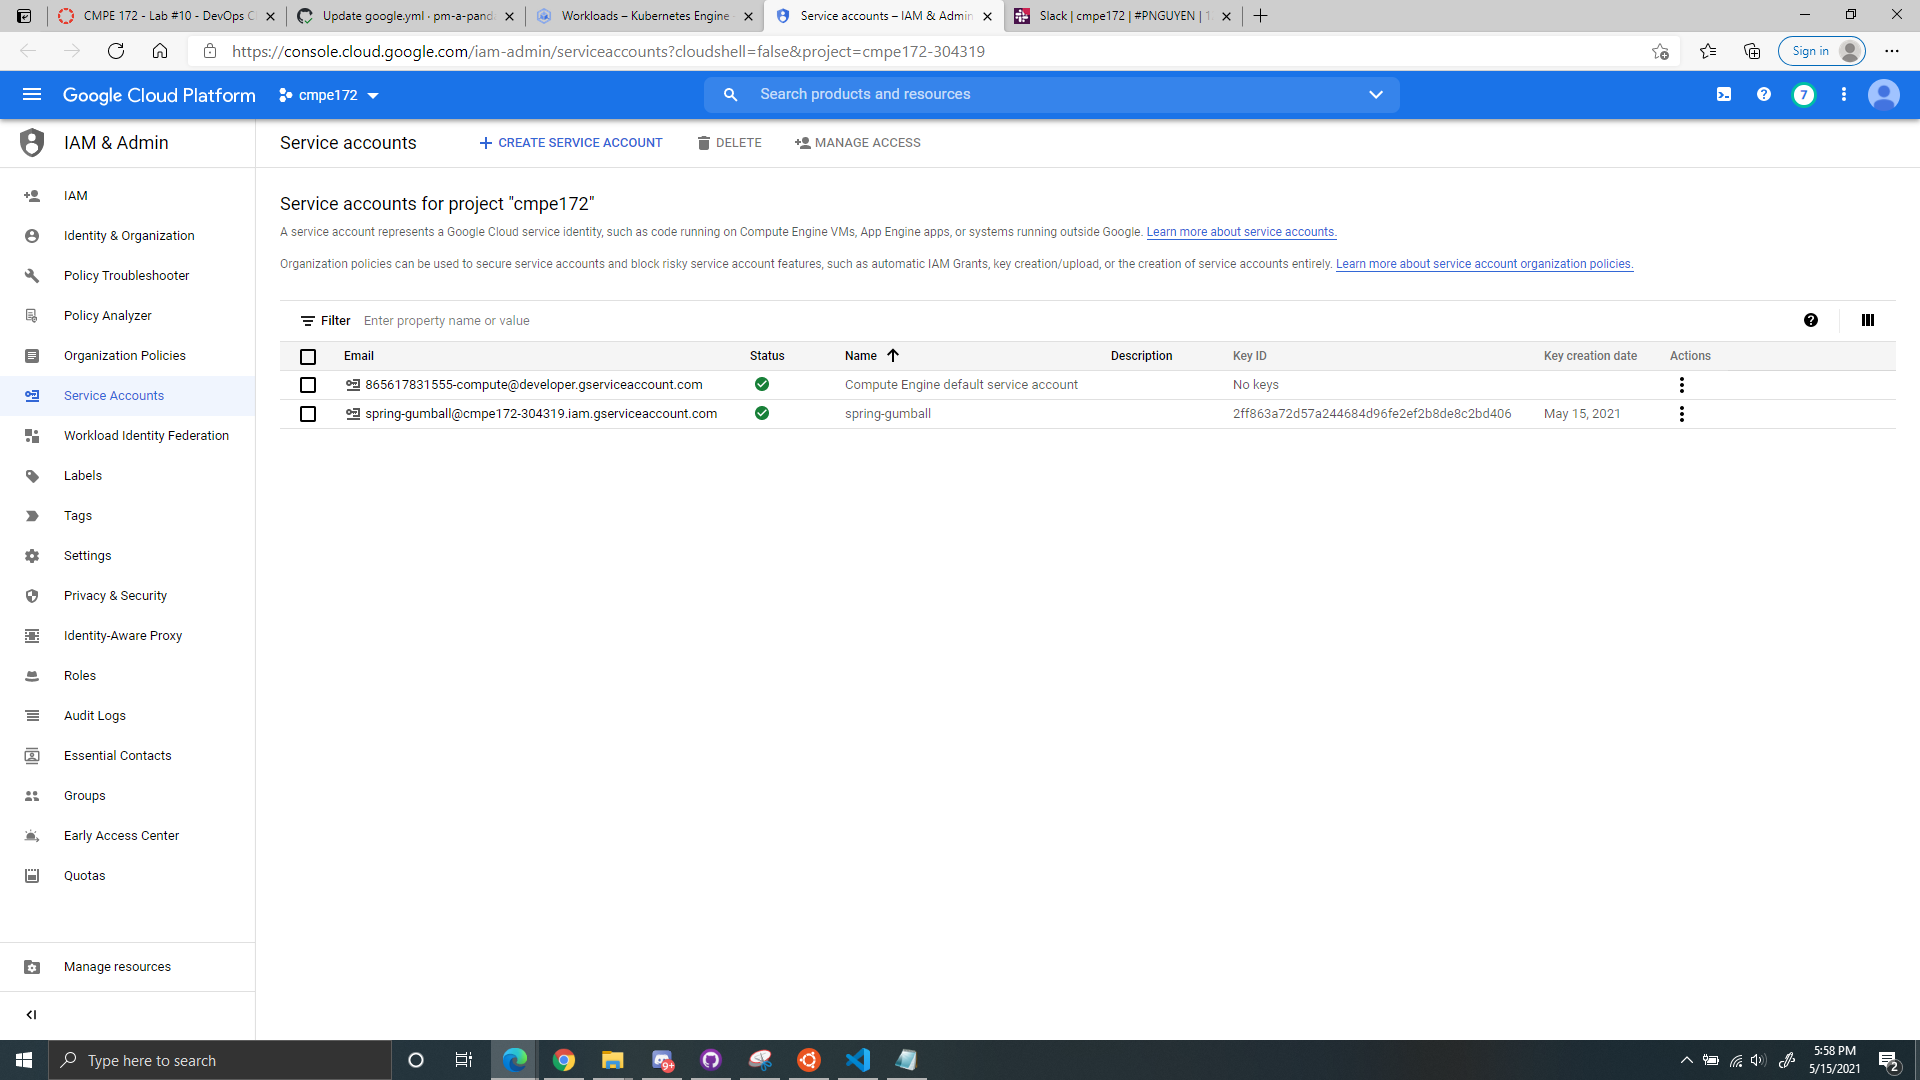 CMPE 172 - Lab #10 - DevOps C
Update google.yml · pm-a-pand
Workloads – Kubernetes Engine
Service accounts – IAM & Admin
Slack | cmpe172 | #PNGUYEN | 1
https://console.cloud.google.com/iam-admin/serviceaccounts?cloudshell=false&project=cmpe172-304319
Sign in
Google Cloud Platform
cmpe172
Search products and resources
7
IAM & Admin
Service accounts
CREATE SERVICE ACCOUNT
DELETE
MANAGE ACCESS
IAM
Identity & Organization
Policy Troubleshooter
Policy Analyzer
Organization Policies
Service Accounts
Workload Identity Federation
Labels
Tags
Settings
Privacy & Security
Identity-Aware Proxy
Roles
Audit Logs
Essential Contacts
Groups
Early Access Center
Quotas
Manage resources
Service accounts for project "cmpe172"
A service account represents a Google Cloud service identity, such as code running on Compute Engine VMs, App Engine apps, or systems running outside Google. Learn more about service accounts.
Organization policies can be used to secure service accounts and block risky service account features, such as automatic IAM Grants, key creation/upload, or the creation of service accounts entirely. Learn more about service account organization policies.
Filter Enter property name or value
Email Status Name Description Key ID Key creation date Actions
865617831555-compute@developer.gserviceaccount.com Compute Engine default service account No keys
spring-gumball@cmpe172-304319.iam.gserviceaccount.com spring-gumball 2ff863a72d57a244684d96fe2ef2b8de8c2bd406 May 15, 2021
Type here to search
9+
5:58 PM
5/15/2021
2